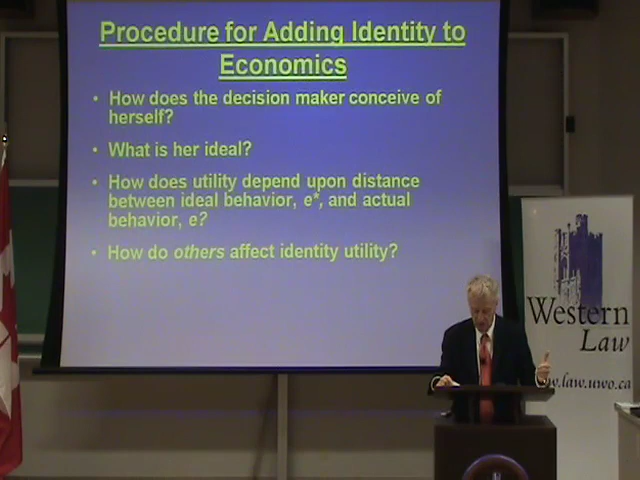 Procedure for Adding Identity to
Economics
• How does the decision maker conceive of
herself?
• What is her ideal?
• How does utility depend upon distance
between ideal behavior, e*, and actual
behavior, e?
• How do others affect identity utility?
Western
Law
w.law.uwo.ca